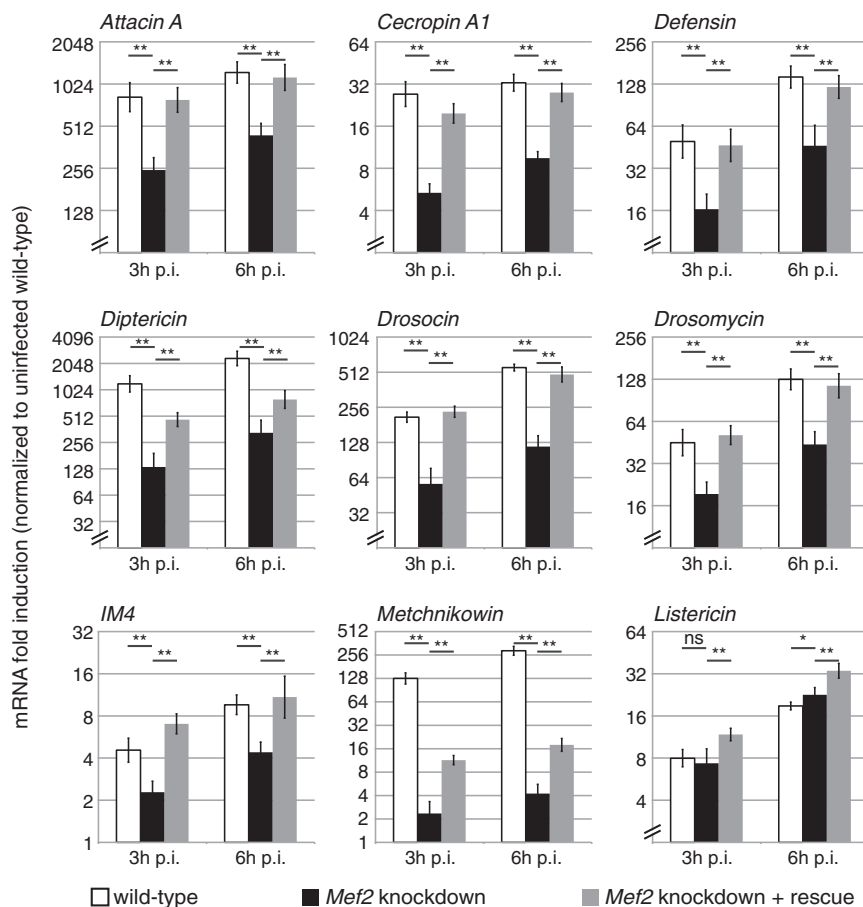 mRNA fold induction (normalized to uninfected wild-type)
Attacin A
2048
1024
512
256
128
** ** ** **
3h p.i. 6h p.i.
Cecropin A1
64
32
16
8
4
** ** ** **
3h p.i. 6h p.i.
Defensin
256
128
64
32
16
** ** ** **
3h p.i. 6h p.i.
Diptericin
4096
2048
1024
512
256
128
64
32
** ** ** **
3h p.i. 6h p.i.
Drosocin
1024
512
256
128
64
32
** ** ** **
3h p.i. 6h p.i.
Drosomycin
256
128
64
32
16
** ** ** **
3h p.i. 6h p.i.
IM4
32
16
8
4
2
1
** ** ** **
3h p.i. 6h p.i.
Metchnikowin
512
256
128
64
32
16
8
4
2
1
** ** ** **
3h p.i. 6h p.i.
Listericin
64
32
16
8
4
2
ns ** * **
3h p.i. 6h p.i.
wild-type Mef2 knockdown Mef2 knockdown + rescue